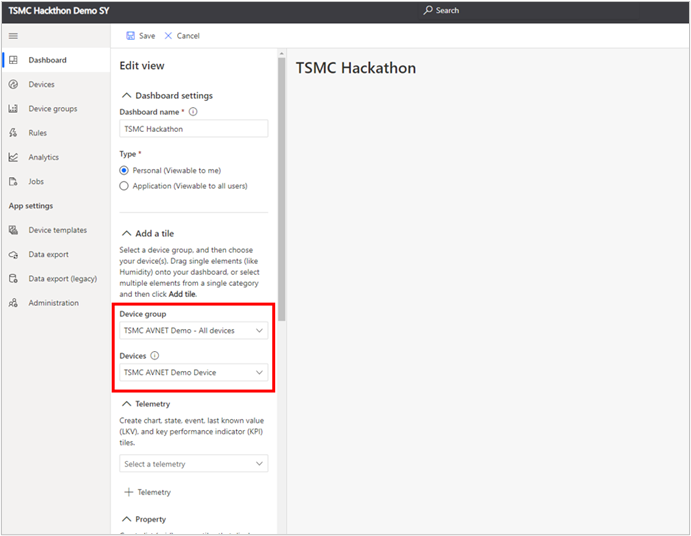 TSMC Hackthon Demo SY
Search
Save
Cancel
Dashboard
Devices
Device groups
Rules
Analytics
Jobs
App settings
Device templates
Data export
Data export (legacy)
Administration
Edit view
Dashboard settings
Dashboard name *
TSMC Hackathon
Type *
Personal (Viewable to me)
Application (Viewable to all users)
Add a tile
Select a device group, and then choose
your device(s). Drag single elements (like
Humidity) onto your dashboard, or select
multiple elements from a single category
and then click Add tile.
Device group
TSMC AVNET Demo - All devices
Devices
TSMC AVNET Demo Device
Telemetry
Create chart, state, event, last known value
(LKV), and key performance indicator (KPI)
tiles.
Select a telemetry
Telemetry
Property
TSMC Hackathon